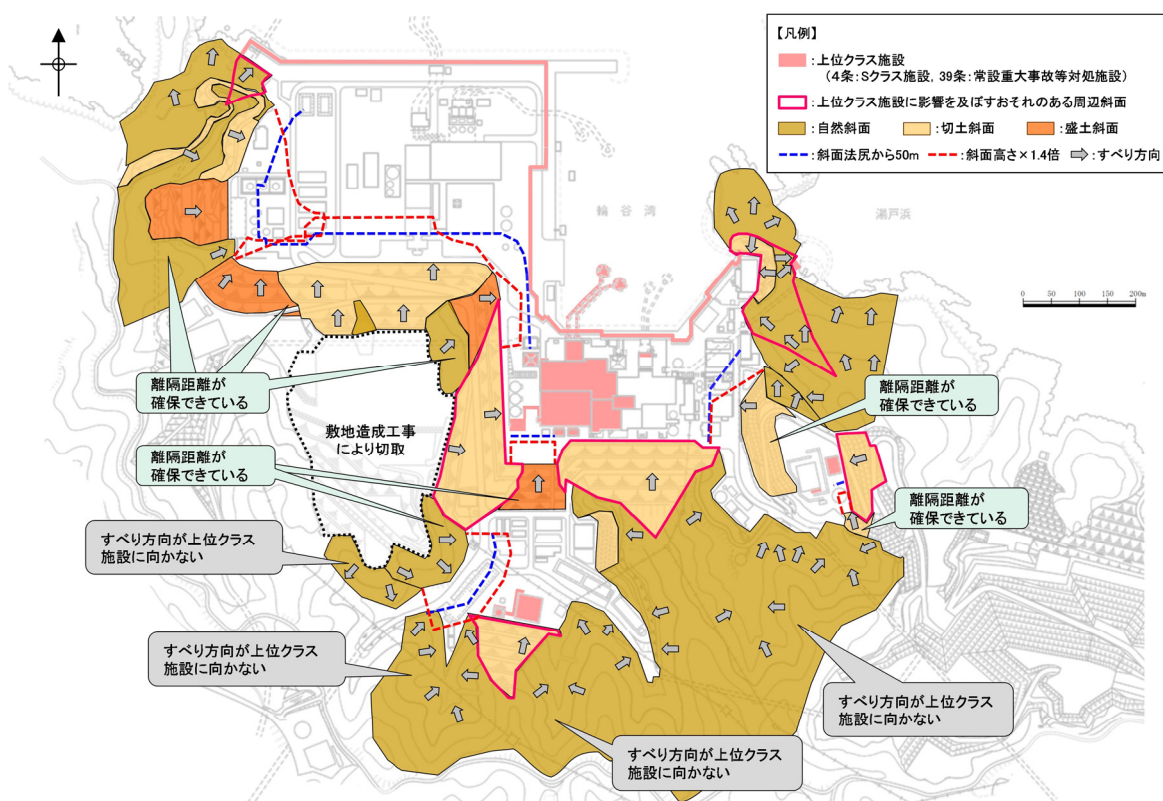 【凡例】
：上位クラス施設
（4条：Sクラス施設，39条：常設重大事故等対処施設）
：上位クラス施設に影響を及ぼすおそれのある周辺斜面
：自然斜面 ：切土斜面 ：盛土斜面
：斜面法尻から50m ：斜面高さ×1.4倍 ：すべり方向
輪谷湾
湯戸浜
0 50 100 150 200m
離隔距離が
確保できている
離隔距離が
確保できている
敷地造成工事
により切取
離隔距離が
確保できている
離隔距離が
確保できている
すべり方向が上位クラス
施設に向かない
すべり方向が上位クラス
施設に向かない
すべり方向が上位クラス
施設に向かない
すべり方向が上位クラス
施設に向かない